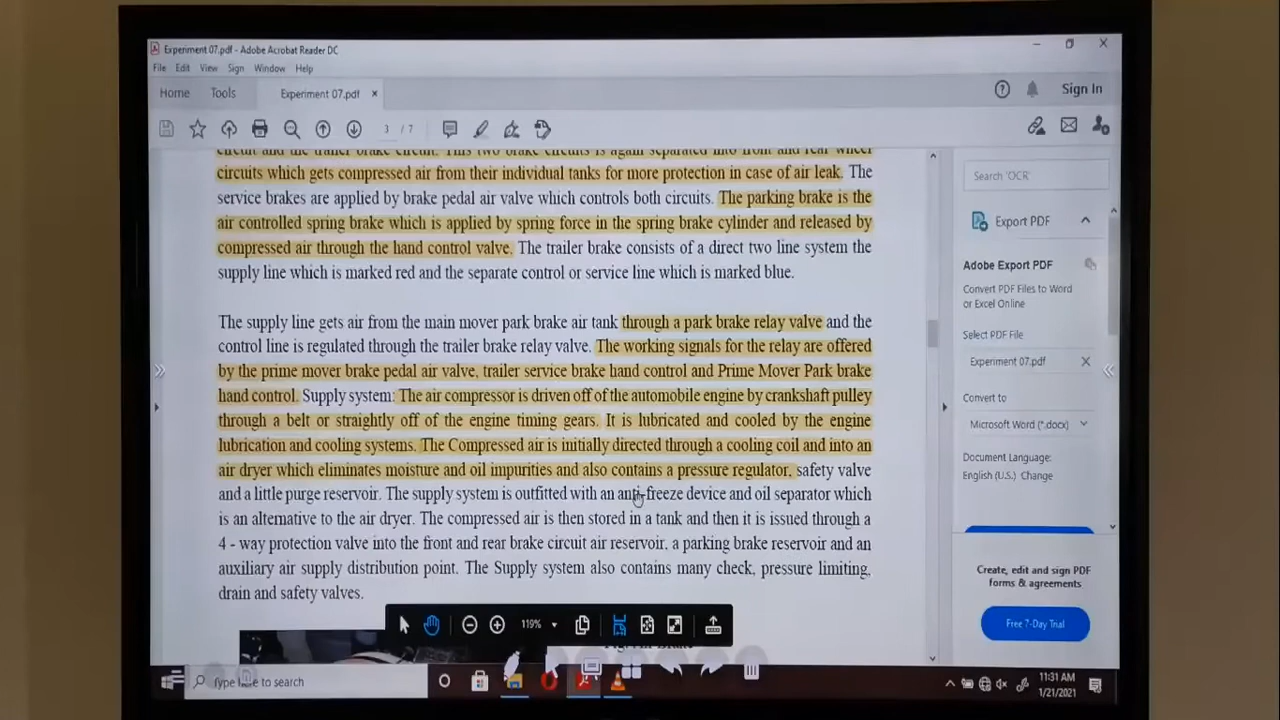 Experiment 07.pdf - Adobe Acrobat Reader DC
File Edit View Sign Window Help
Home Tools Experiment 07.pdf ×
Sign In
3 / 7
circuit and the trailer brake circuit. This two brake circuits is again separated into front and rear wheel
circuits which gets compressed air from their individual tanks for more protection in case of air leak. The
service brakes are applied by brake pedal air valve which controls both circuits. The parking brake is the
air controlled spring brake which is applied by spring force in the spring brake cylinder and released by
compressed air through the hand control valve. The trailer brake consists of a direct two line system the
supply line which is marked red and the separate control or service line which is marked blue.
The supply line gets air from the main mover park brake air tank through a park brake relay valve and the
control line is regulated through the trailer brake relay valve. The working signals for the relay are offered
by the prime mover brake pedal air valve, trailer service brake hand control and Prime Mover Park brake
hand control. Supply system: The air compressor is driven off of the automobile engine by crankshaft pulley
through a belt or straightly off of the engine timing gears. It is lubricated and cooled by the engine
lubrication and cooling systems. The Compressed air is initially directed through a cooling coil and into an
air dryer which eliminates moisture and oil impurities and also contains a pressure regulator, safety valve
and a little purge reservoir. The supply system is outfitted with an anti-freeze device and oil separator which
is an alternative to the air dryer. The compressed air is then stored in a tank and then it is issued through a
4 - way protection valve into the front and rear brake circuit air reservoir, a parking brake reservoir and an
auxiliary air supply distribution point. The Supply system also contains many check, pressure limiting,
drain and safety valves.
119%
Search 'OCR'
Export PDF
Adobe Export PDF
Convert PDF Files to Word
or Excel Online
Select PDF File
Experiment 07.pdf ×
Convert to
Microsoft Word (*.docx)
Document Language:
English (U.S.) Change
Create, edit and sign PDF
forms & agreements
Free 7-Day Trial
Type here to search
11:31 AM
1/21/2021